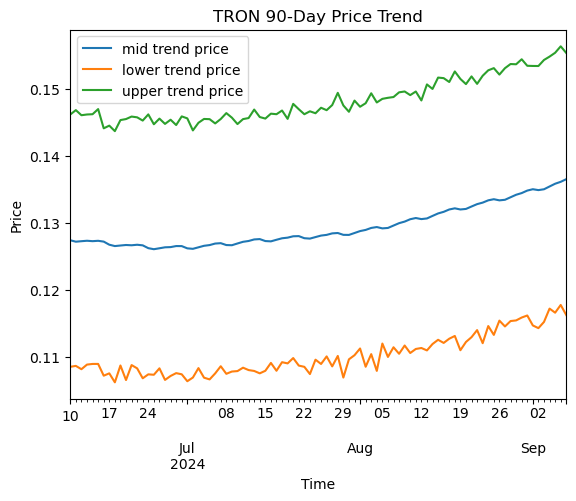 TRON 90-Day Price Trend
mid trend price
lower trend price
upper trend price
Price
0.15
0.14
0.13
0.12
0.11
10 17 24 08 15 22 29 05 12 19 26 02
Jul Aug Sep
2024
Time